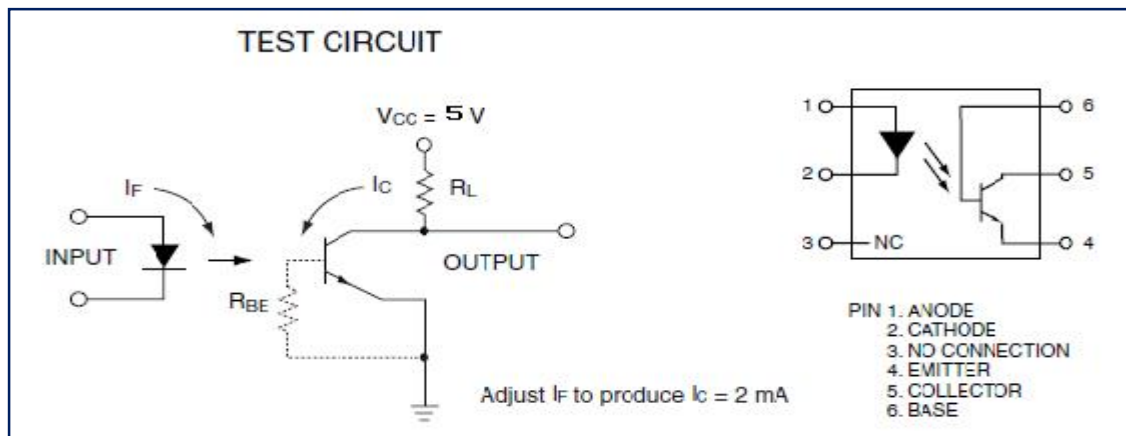 TEST CIRCUIT
VCC = 5 V
IF
IC
RL
INPUT
OUTPUT
RBE
Adjust IF to produce IC = 2 mA
1
2
3
NC
6
5
4
PIN 1. ANODE
2. CATHODE
3. NO CONNECTION
4. EMITTER
5. COLLECTOR
6. BASE